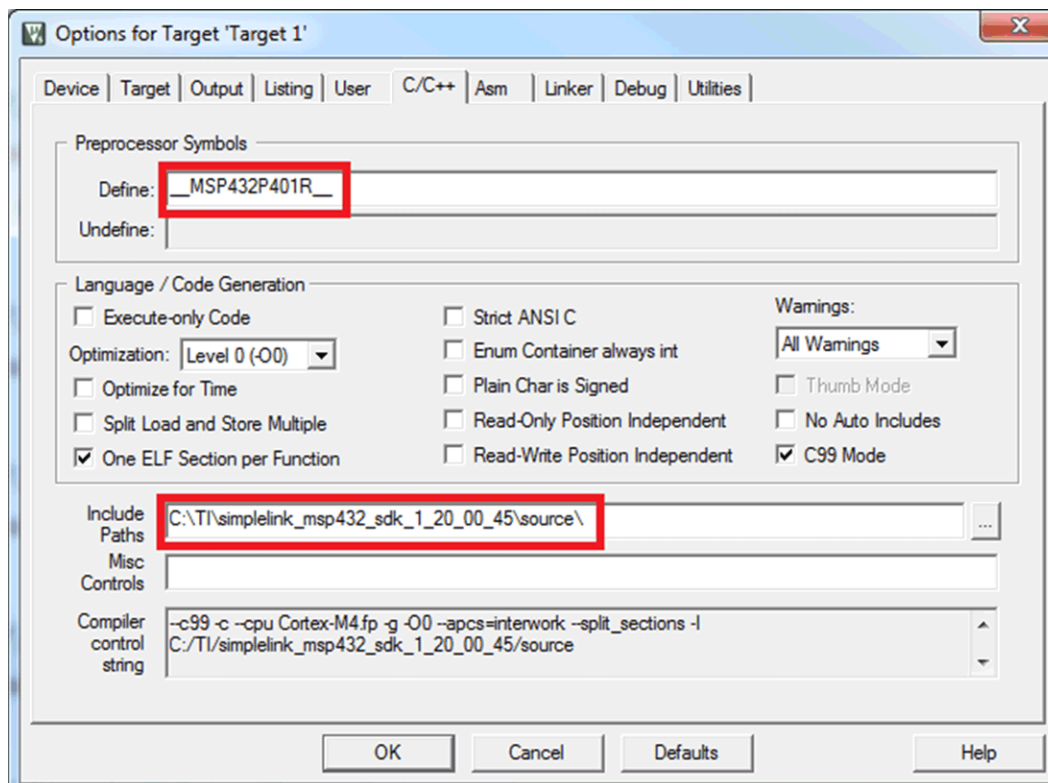 Options for Target 'Target 1'
Device Target Output Listing User C/C++ Asm Linker Debug Utilities
Preprocessor Symbols
Define: __MSP432P401R__
Undefine:
Language / Code Generation
Execute-only Code
Optimization: Level 0 (-O0)
Optimize for Time
Split Load and Store Multiple
One ELF Section per Function
Strict ANSI C
Enum Container always int
Plain Char is Signed
Read-Only Position Independent
Read-Write Position Independent
Warnings:
All Warnings
Thumb Mode
No Auto Includes
C99 Mode
Include
Paths
C:\TI\simplelink_msp432_sdk_1_20_00_45\source\
...
Misc
Controls
Compiler
control
string
--c99 -c --cpu Cortex-M4.fp -g -O0 --apcs=interwork --split_sections -I
C:/TI/simplelink_msp432_sdk_1_20_00_45/source
OK Cancel Defaults Help